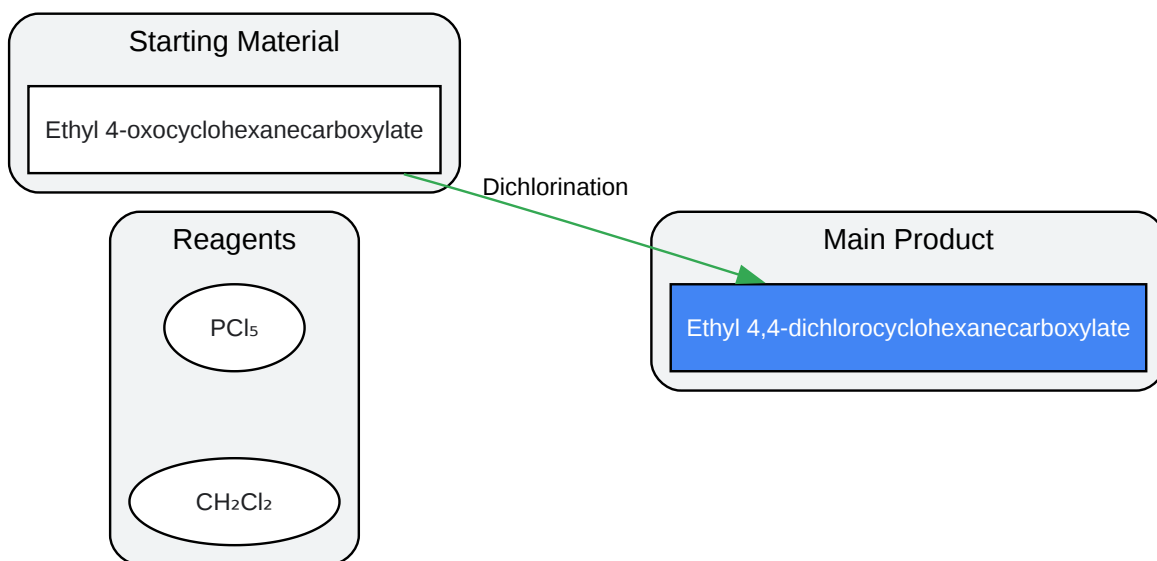 Starting Material
Ethyl 4-oxocyclohexanecarboxylate
Dichlorination
Reagents
PCl₅
CH₂Cl₂
Main Product
Ethyl 4,4-dichlorocyclohexanecarboxylate